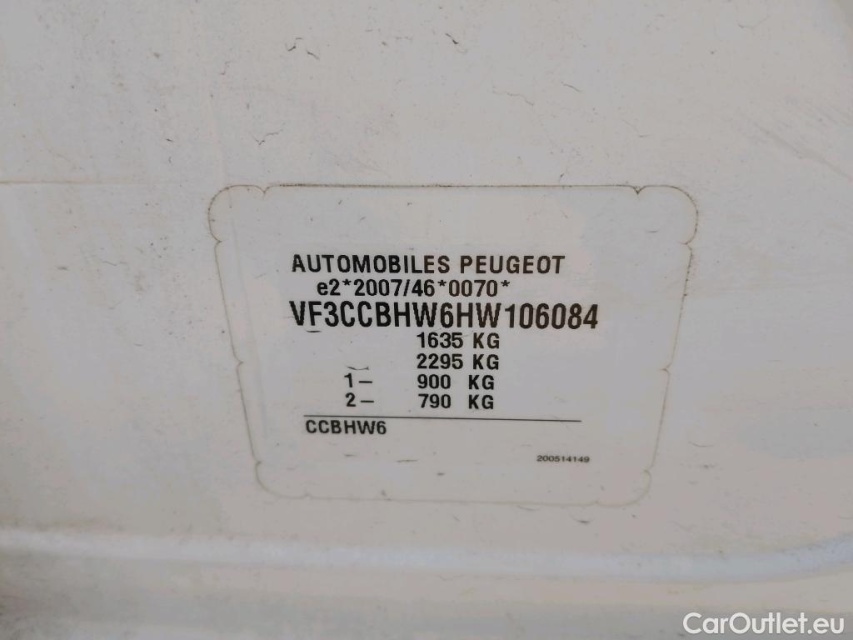 AUTOMOBILES PEUGEOT
e2*2007/46*0070*
VF3CCBHW6HW106084
1635 KG
2295 KG
1- 900 KG
2- 790 KG
CCBHW6
200514149
CarOutlet.eu